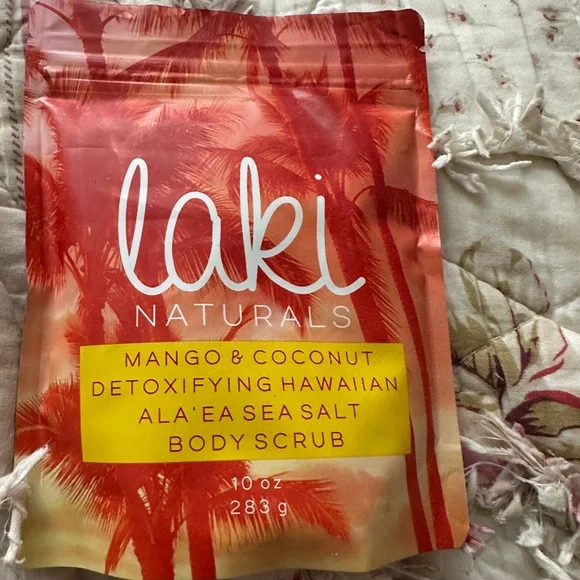 laki
NATURALS
MANGO & COCONUT
DETOXIFYING HAWAIIAN
ALA'EA SEA SALT
BODY SCRUB
10 oz
283 g